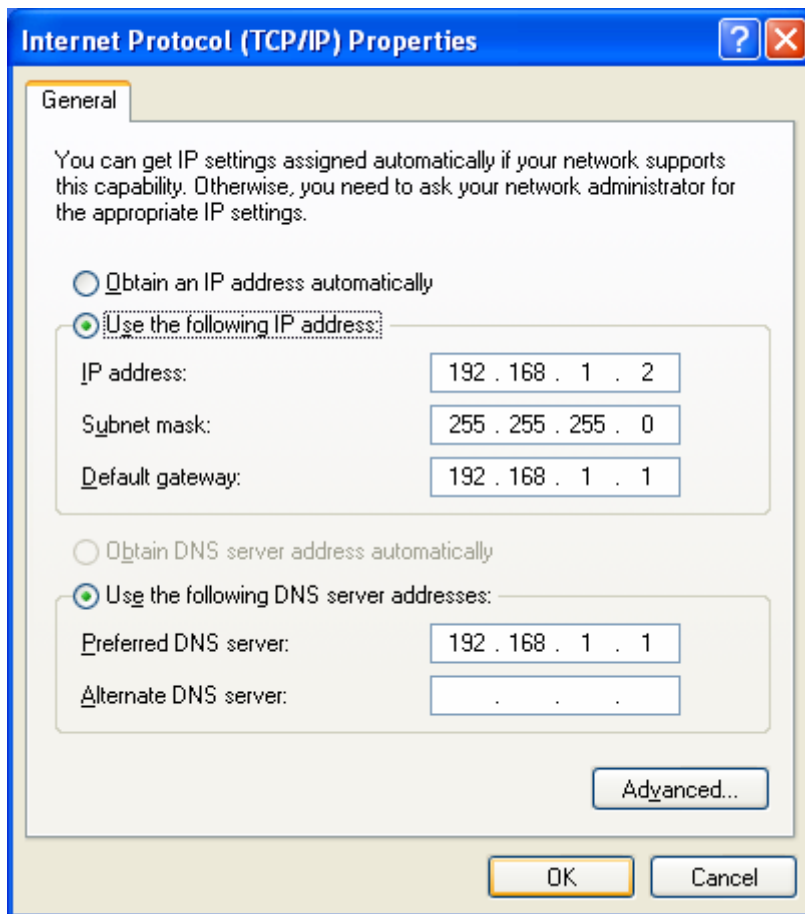 Internet Protocol (TCP/IP) Properties
General
You can get IP settings assigned automatically if your network supports
this capability. Otherwise, you need to ask your network administrator for
the appropriate IP settings.
Obtain an IP address automatically
Use the following IP address:
IP address: 192 . 168 . 1 . 2
Subnet mask: 255 . 255 . 255 . 0
Default gateway: 192 . 168 . 1 . 1
Obtain DNS server address automatically
Use the following DNS server addresses:
Preferred DNS server: 192 . 168 . 1 . 1
Alternate DNS server: . . .
Advanced...
OK Cancel